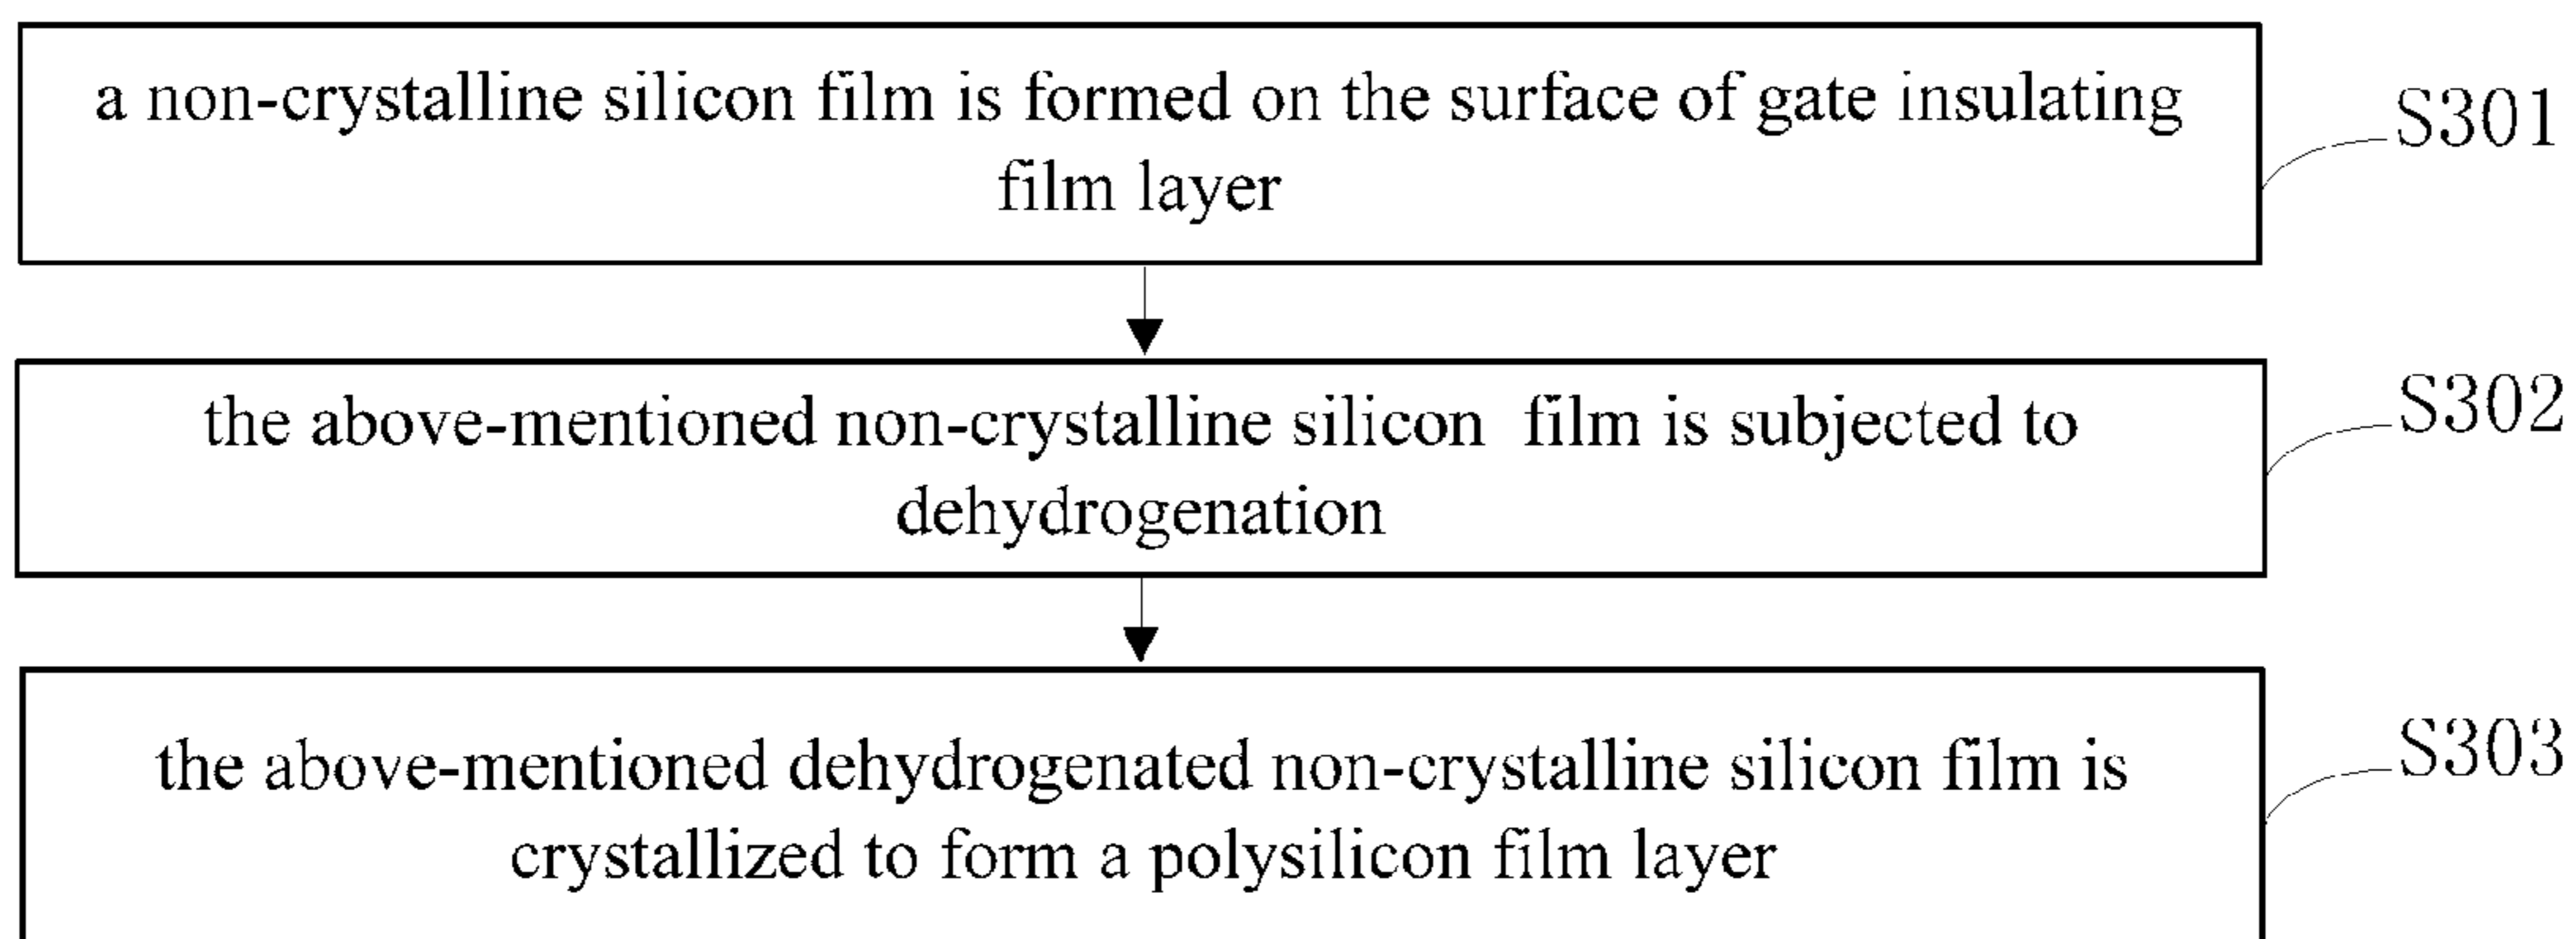 a non-crystalline silicon film is formed on the surface of gate insulating
film layer
S301
the above-mentioned non-crystalline silicon film is subjected to
dehydrogenation
S302
the above-mentioned dehydrogenated non-crystalline silicon film is
crystallized to form a polysilicon film layer
S303